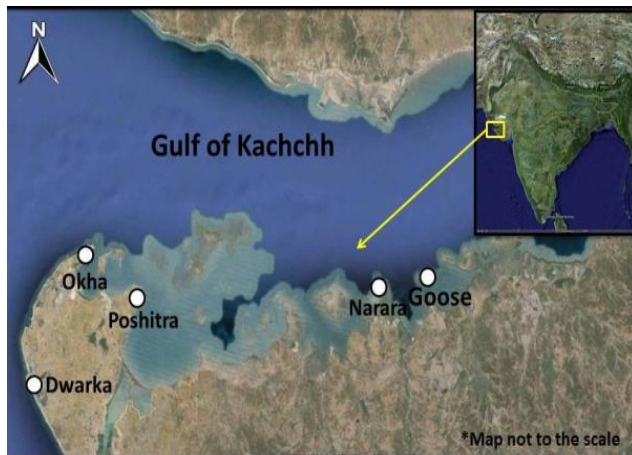 N
Gulf of Kachchh
Okha
Poshitra
Narara
Goose
Dwarka
*Map not to the scale